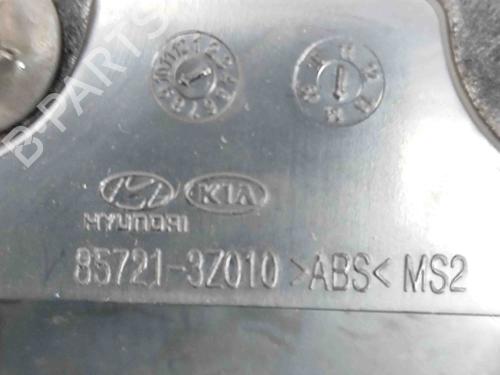 B-PARTS
KIA
HYUNDAI
85721-3Z010 >ABS< MS2